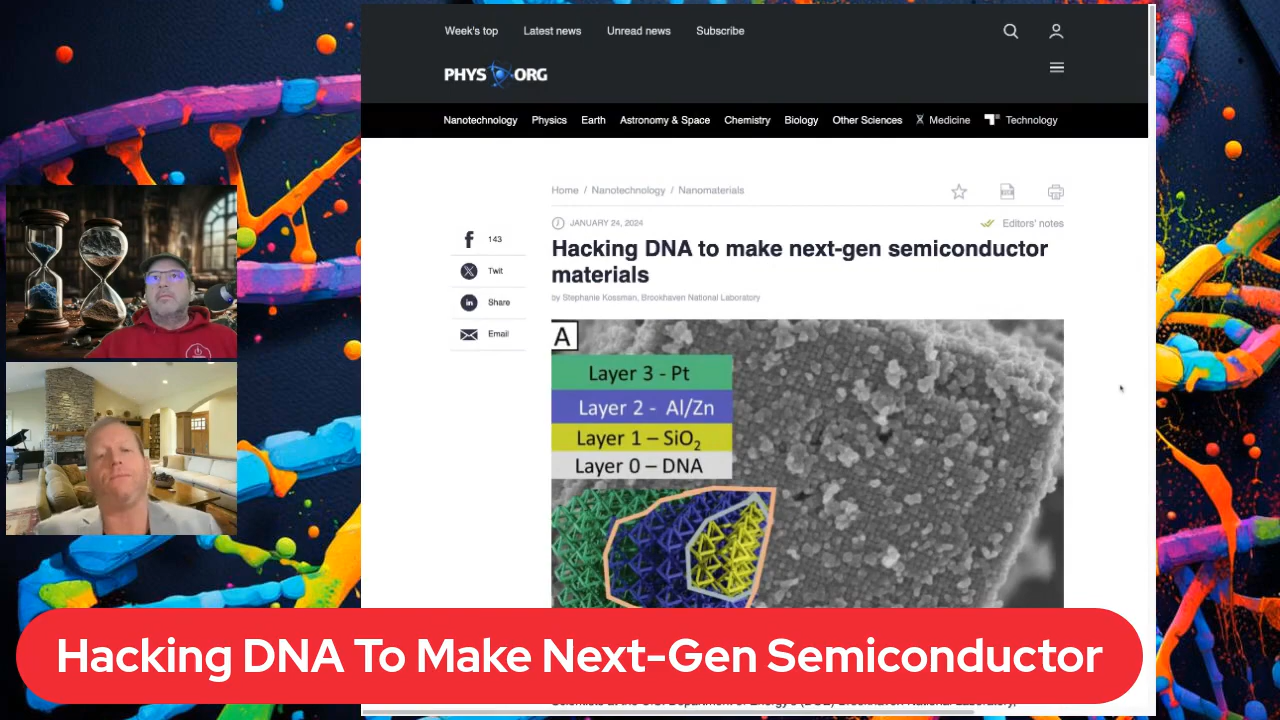 Week's top Latest news Unread news Subscribe
PHYS ORG
Nanotechnology Physics Earth Astronomy & Space Chemistry Biology Other Sciences Medicine Technology
Home / Nanotechnology / Nanomaterials
JANUARY 24, 2024
Editors' notes
Hacking DNA to make next-gen semiconductor
materials
by Stephanie Kossman, Brookhaven National Laboratory
143
Twit
Share
Email
A
Layer 3 - Pt
Layer 2 - Al/Zn
Layer 1 – SiO2
Layer 0 – DNA
Hacking DNA To Make Next-Gen Semiconductor